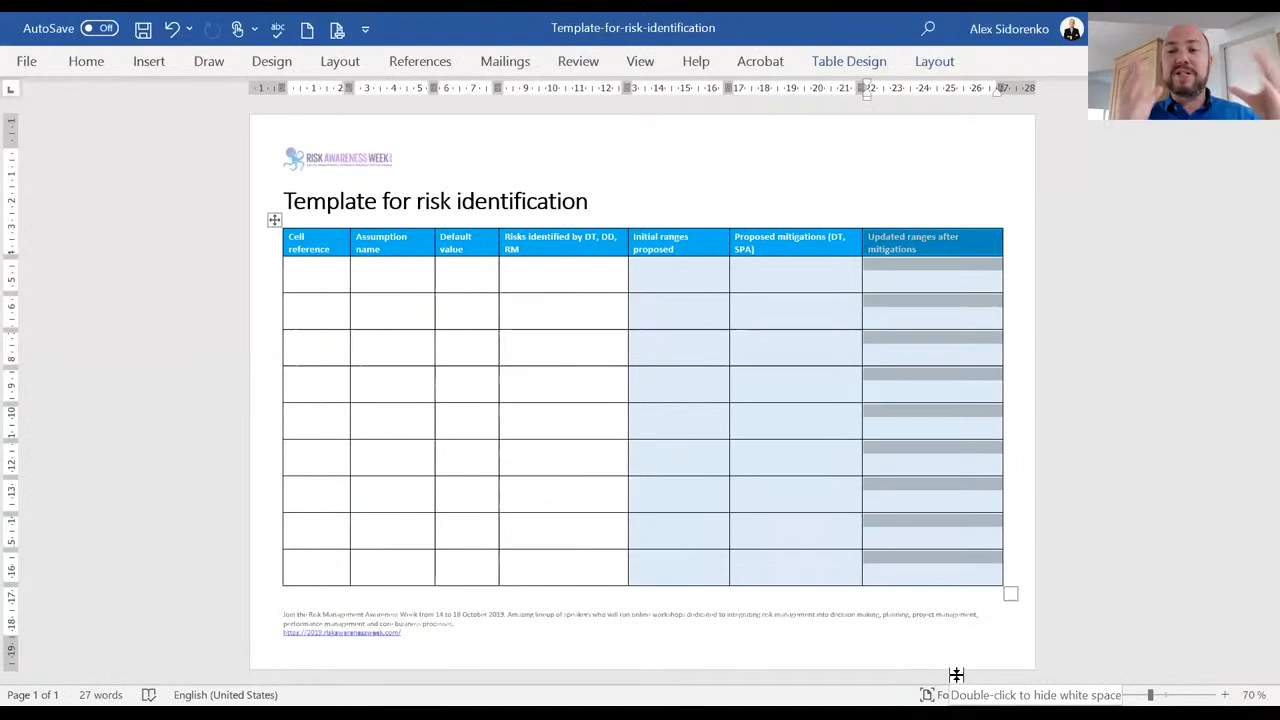 AutoSave Off
Template-for-risk-identification
Alex Sidorenko
File Home Insert Draw Design Layout References Mailings Review View Help Acrobat Table Design Layout
RISK AWARENESS WEEK
Template for risk identification
Cell reference
Assumption name
Default value
Risks identified by DT, DD, RM
Initial ranges proposed
Proposed mitigations (DT, SPA)
Updated ranges after mitigations
Join the Risk Management Awareness Week from 14 to 18 October 2019. Amazing lineup of speakers who will run online workshops dedicated to integrating risk management into decision making, planning, project management,
performance management and core business processes.
https://2019.riskawarenessweek.com/
Page 1 of 1 27 words English (United States) Fo Double-click to hide white space 70 %